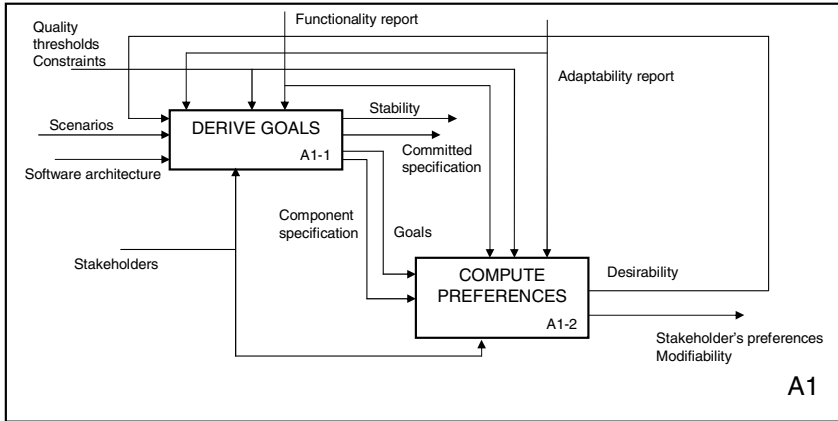 Quality
thresholds
Constraints
Functionality report
Adaptability report
Scenarios
Software architecture
DERIVE GOALS
A1-1
Stability
Committed
specification
Component
specification
Goals
Stakeholders
COMPUTE
PREFERENCES
A1-2
Desirability
Stakeholder's preferences
Modifiability
A1